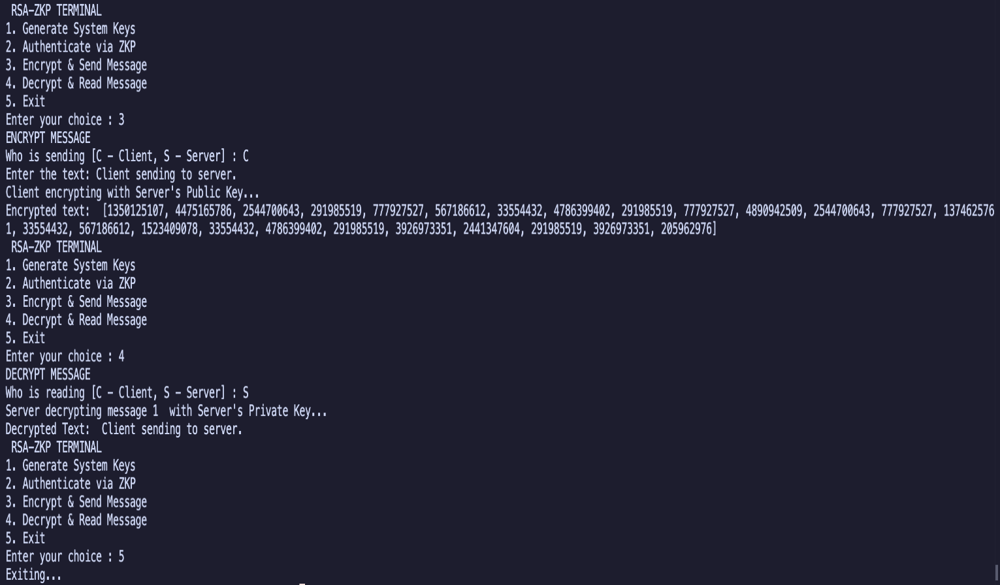 RSA-ZKP TERMINAL
1. Generate System Keys
2. Authenticate via ZKP
3. Encrypt & Send Message
4. Decrypt & Read Message
5. Exit
Enter your choice : 3
ENCRYPT MESSAGE
Who is sending [C - Client, S - Server] : C
Enter the text: Client sending to server.
Client encrypting with Server's Public Key...
Encrypted text:  [1350125107, 4475165786, 2544700643, 291985519, 777927527, 567186612, 33554432, 4786399402, 291985519, 777927527, 4890942509, 2544700643, 777927527, 137462576
1, 33554432, 567186612, 1523409078, 33554432, 4786399402, 291985519, 3926973351, 2441347604, 291985519, 3926973351, 205962976]
RSA-ZKP TERMINAL
1. Generate System Keys
2. Authenticate via ZKP
3. Encrypt & Send Message
4. Decrypt & Read Message
5. Exit
Enter your choice : 4
DECRYPT MESSAGE
Who is reading [C - Client, S - Server] : S
Server decrypting message 1  with Server's Private Key...
Decrypted Text:  Client sending to server.
RSA-ZKP TERMINAL
1. Generate System Keys
2. Authenticate via ZKP
3. Encrypt & Send Message
4. Decrypt & Read Message
5. Exit
Enter your choice : 5
Exiting...